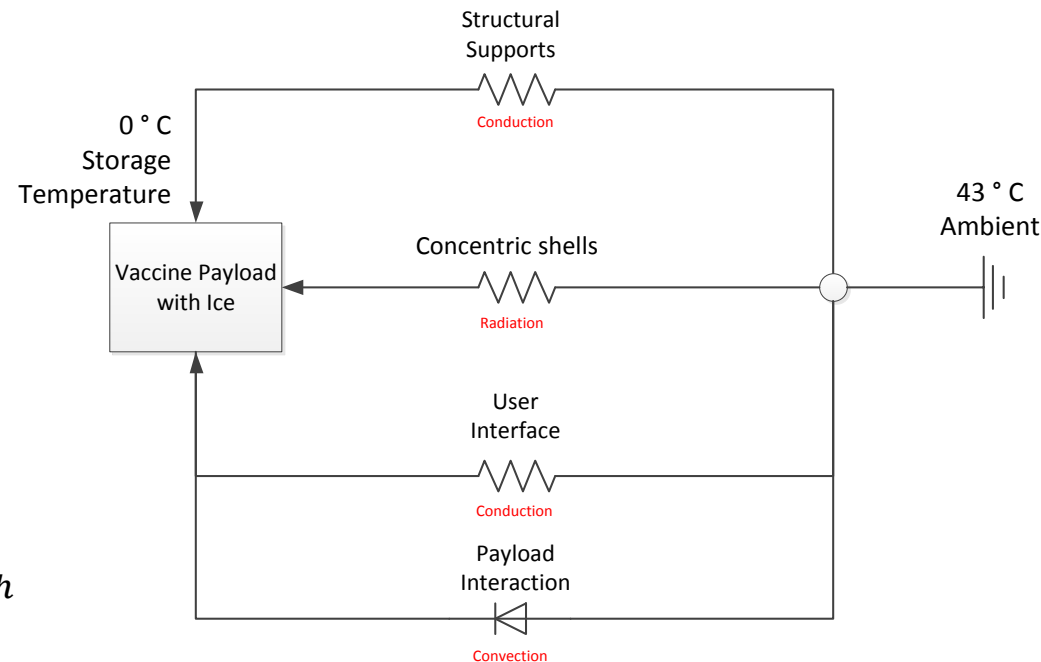 Structural
Supports
Conduction
0 ° C
Storage
Temperature
43 ° C
Ambient
Vaccine Payload
with Ice
Concentric shells
Radiation
User
Interface
Conduction
Payload
Interaction
h
Convection